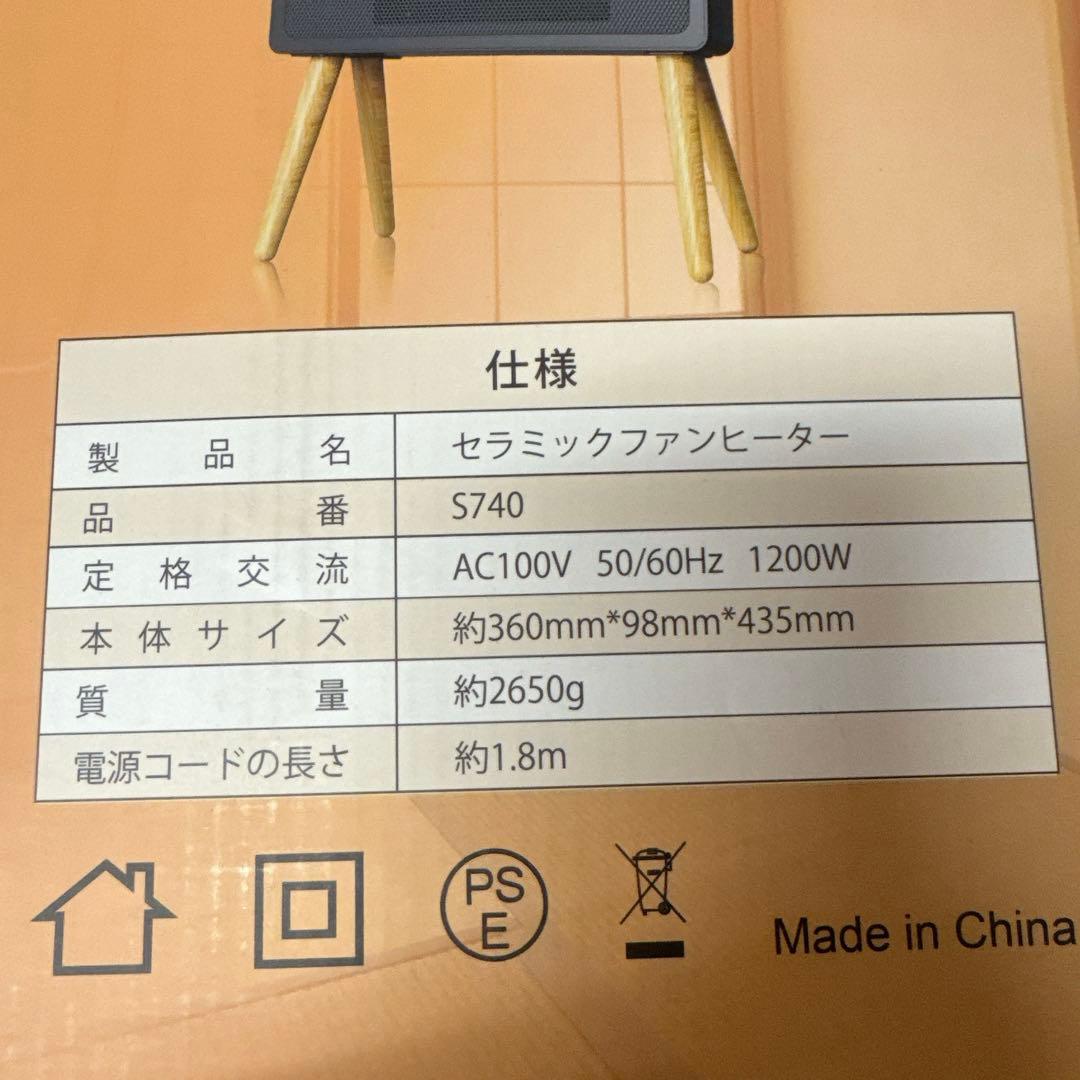 仕様
製品名 セラミックファンヒーター
品番 S740
定格交流 AC100V 50/60Hz 1200W
本体サイズ 約360mm*98mm*435mm
質量 約2650g
電源コードの長さ 約1.8m
PS
E
Made in China